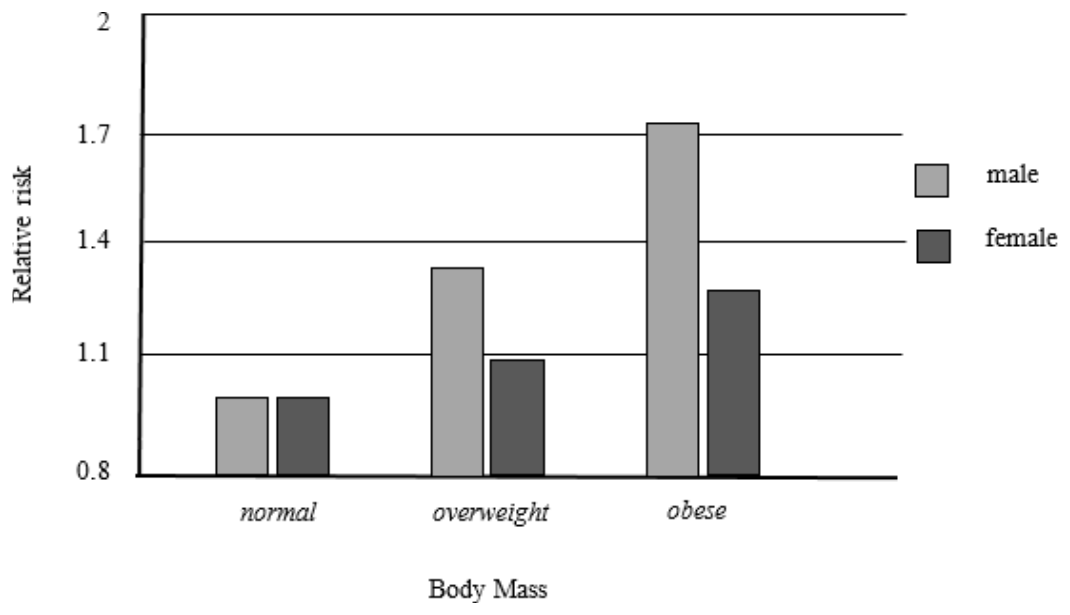 2
1.7
1.4
1.1
0.8
Relative risk
male
female
normal overweight obese
Body Mass